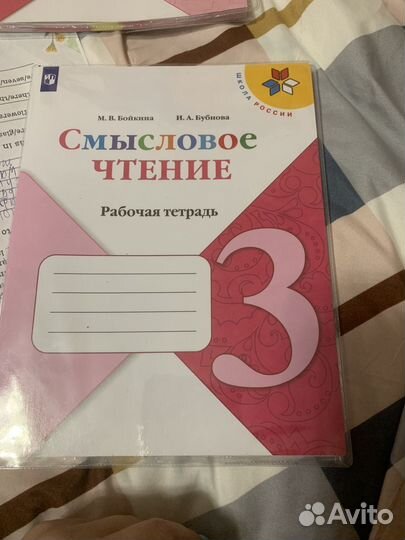 М. В. Бойкина И. А. Бубнова
ШКОЛА РОССИИ
Смысловое
ЧТЕНИЕ
Рабочая тетрадь
3
Avito